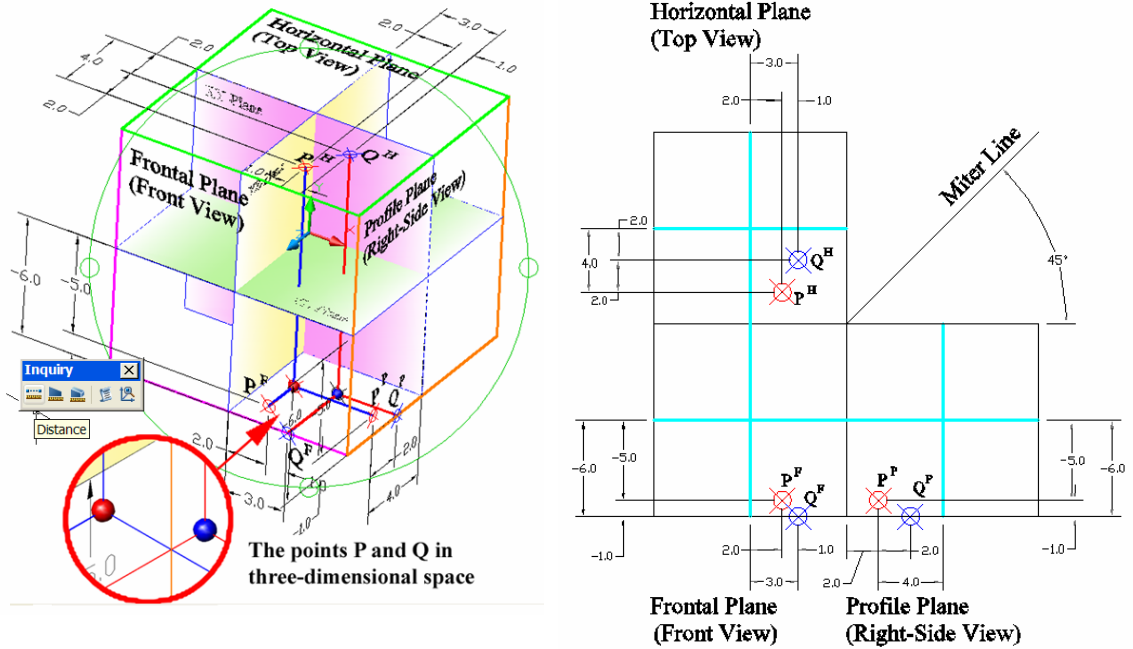 Horizontal Plane
(Top View)
2.0
3.0
1.0
2.0
4.0
2.0
Frontal Plane
(Front View)
P H
Q H
Profile Plane
(Right-Side View)
-6.0
-5.0
Inquiry
Distance
P F
Q F
P P
Q P
2.0
3.0
-1.0
2.0
4.0
The points P and Q in
three-dimensional space
Horizontal Plane
(Top View)
3.0
2.0
1.0
Miter Line
45°
2.0
4.0
2.0
Q H
P H
-6.0
-5.0
P F
Q F
P P
Q P
-5.0
-6.0
-1.0
2.0
1.0
2.0
2.0
-1.0
3.0
4.0
Frontal Plane
(Front View)
Profile Plane
(Right-Side View)